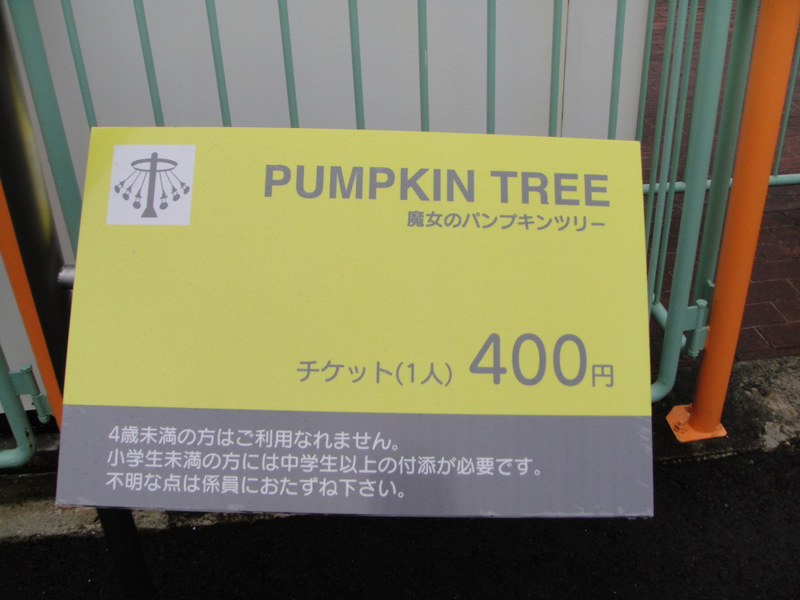 PUMPKIN TREE
魔女のパンプキンツリー
チケット(1人) 400円
4歳未満の方はご利用なれません。
小学生未満の方には中学生以上の付添が必要です。
不明な点は係員におたずね下さい。